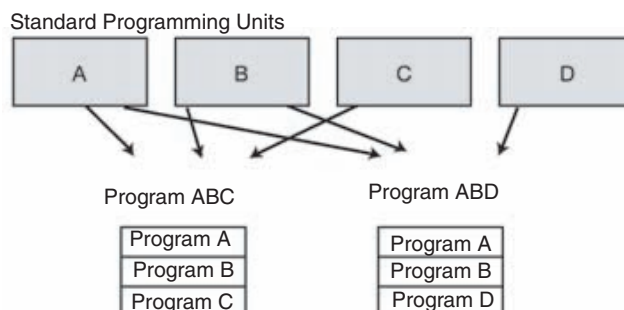 Standard Programming Units
A B C D
Program ABC Program ABD
Program A Program A
Program B Program B
Program C Program D